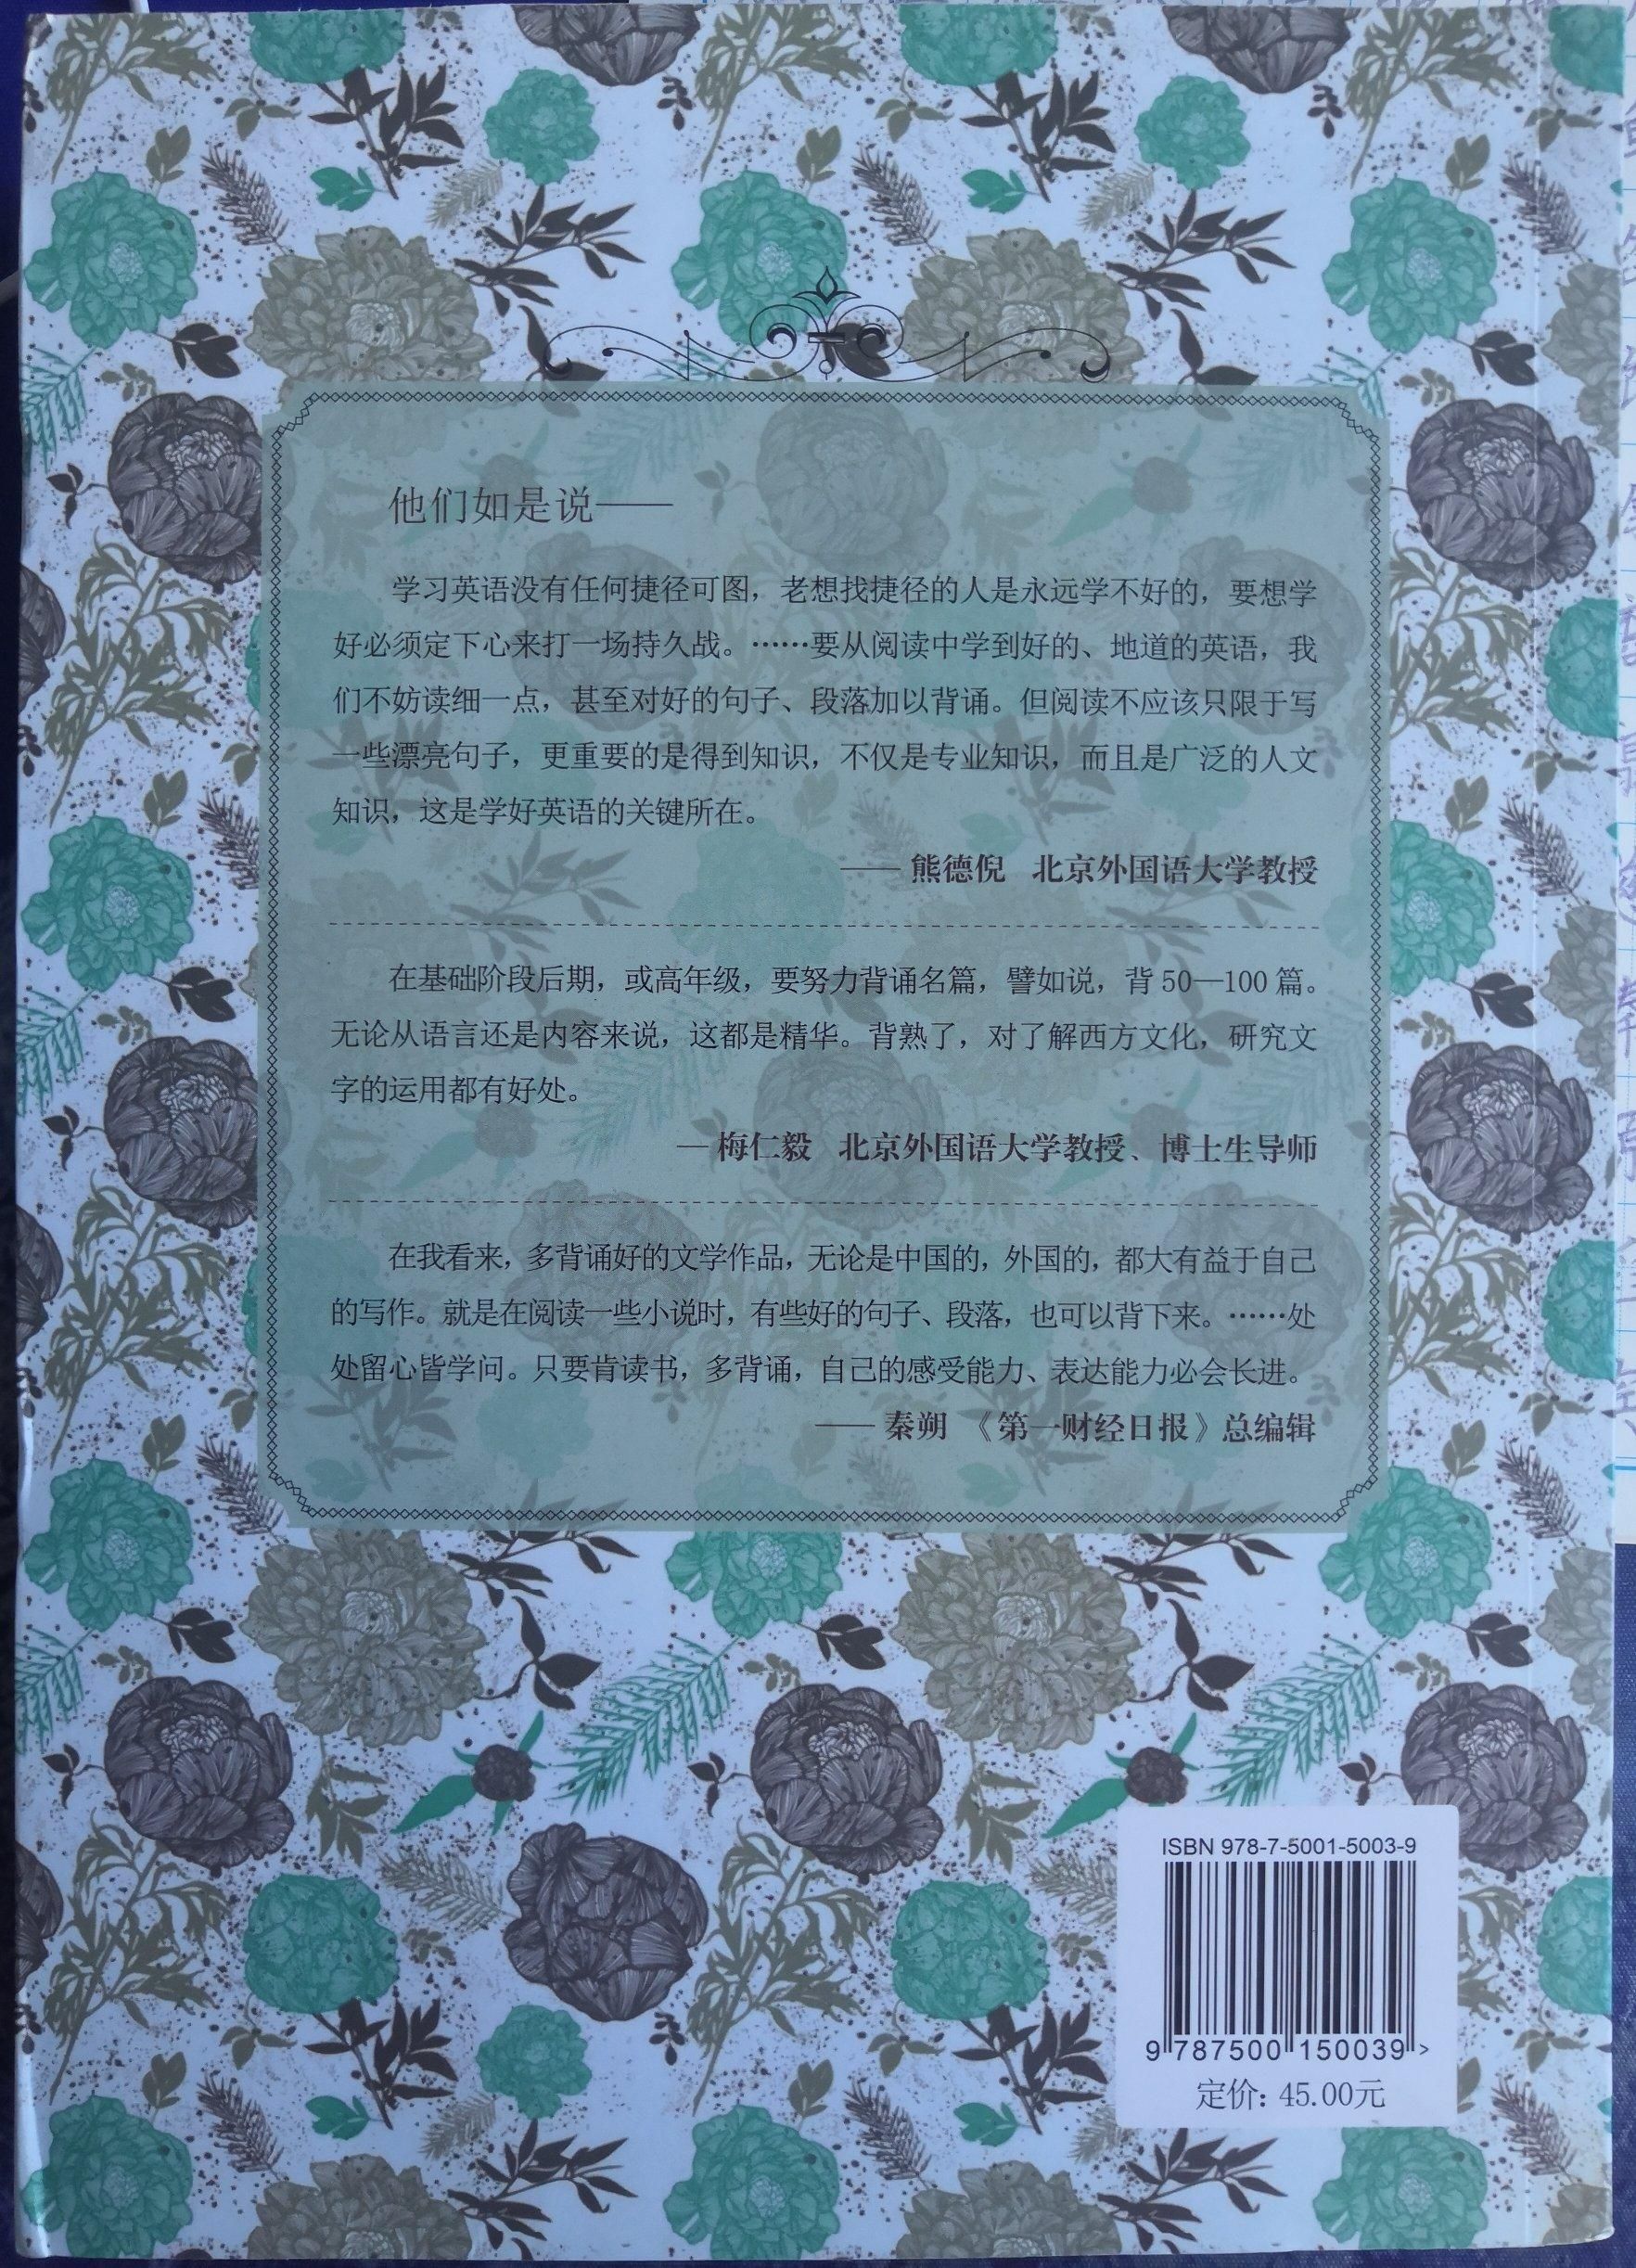 他们如是说——
学习英语没有任何捷径可图，老想找捷径的人是永远学不好的，要想学
好必须定下心来打一场持久战。……要从阅读中学到好的、地道的英语，我
们不妨读细一点，甚至对好的句子、段落加以背诵。但阅读不应该只限于写
一些漂亮句子，更重要的是得到知识，不仅是专业知识，而且是广泛的人文
知识，这是学好英语的关键所在。
—— 熊德倪 北京外国语大学教授
在基础阶段后期，或高年级，要努力背诵名篇，譬如说，背 50—100 篇。
无论从语言还是内容来说，这都是精华。背熟了，对了解西方文化，研究文
字的运用都有好处。
— 梅仁毅 北京外国语大学教授、博士生导师
在我看来，多背诵好的文学作品，无论是中国的，外国的，都大有益于自己
的写作。就是在阅读一些小说时，有些好的句子、段落，也可以背下来。……处
处留心皆学问。只要肯读书，多背诵，自己的感受能力、表达能力必会长进。
—— 秦朔 《第一财经日报》总编辑
ISBN 978-7-5001-5003-9
9 787500 150039 >
定价: 45.00元